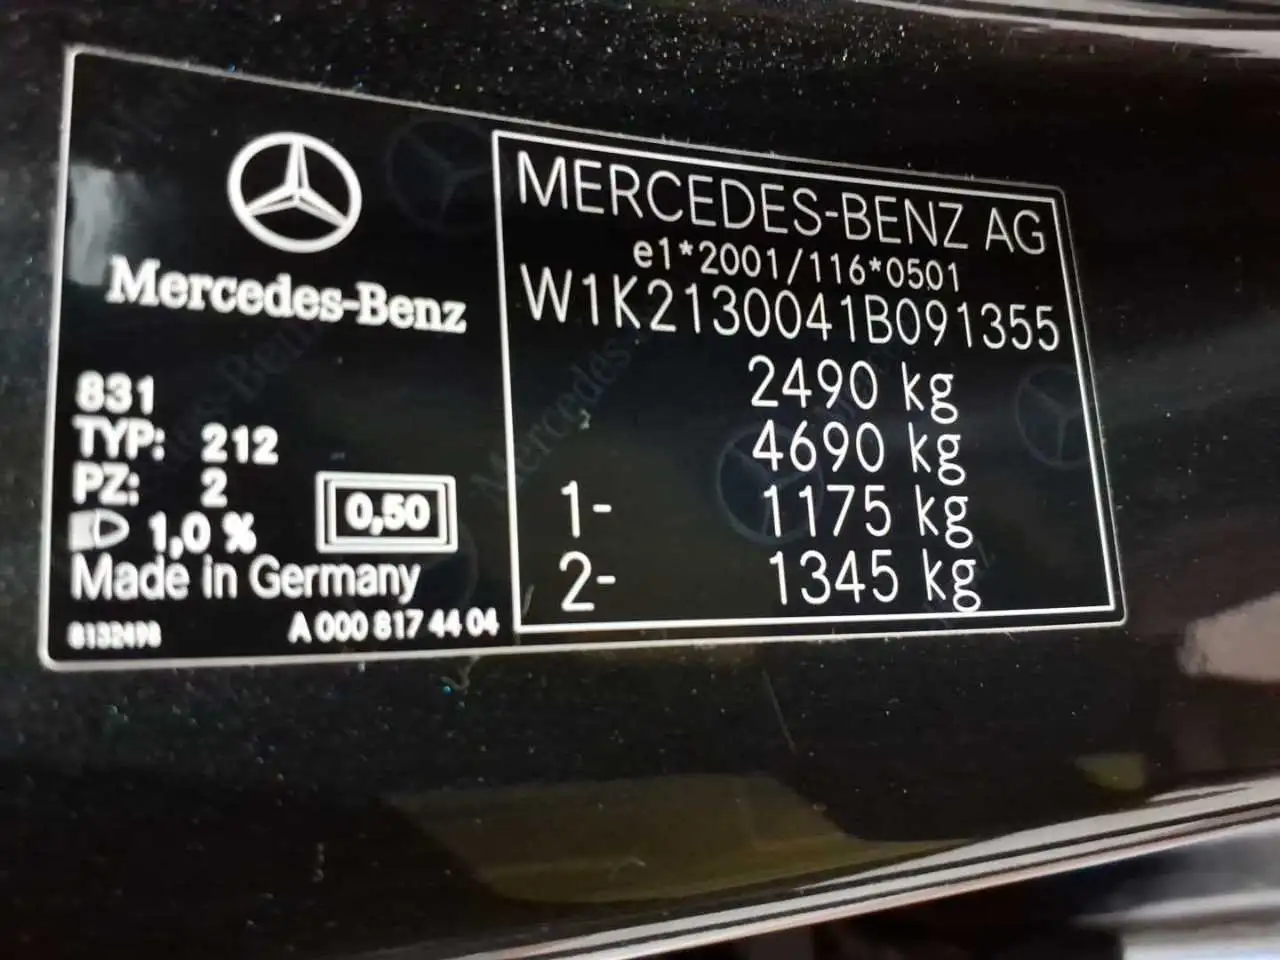 Mercedes-Benz
831
TYP: 212
PZ: 2
1,0 %
0,50
Made in Germany
8132498
A 000 817 44 04
MERCEDES-BENZ AG
e1*2001/116*0501
W1K2130041B091355
2490 kg
4690 kg
1- 1175 kg
2- 1345 kg